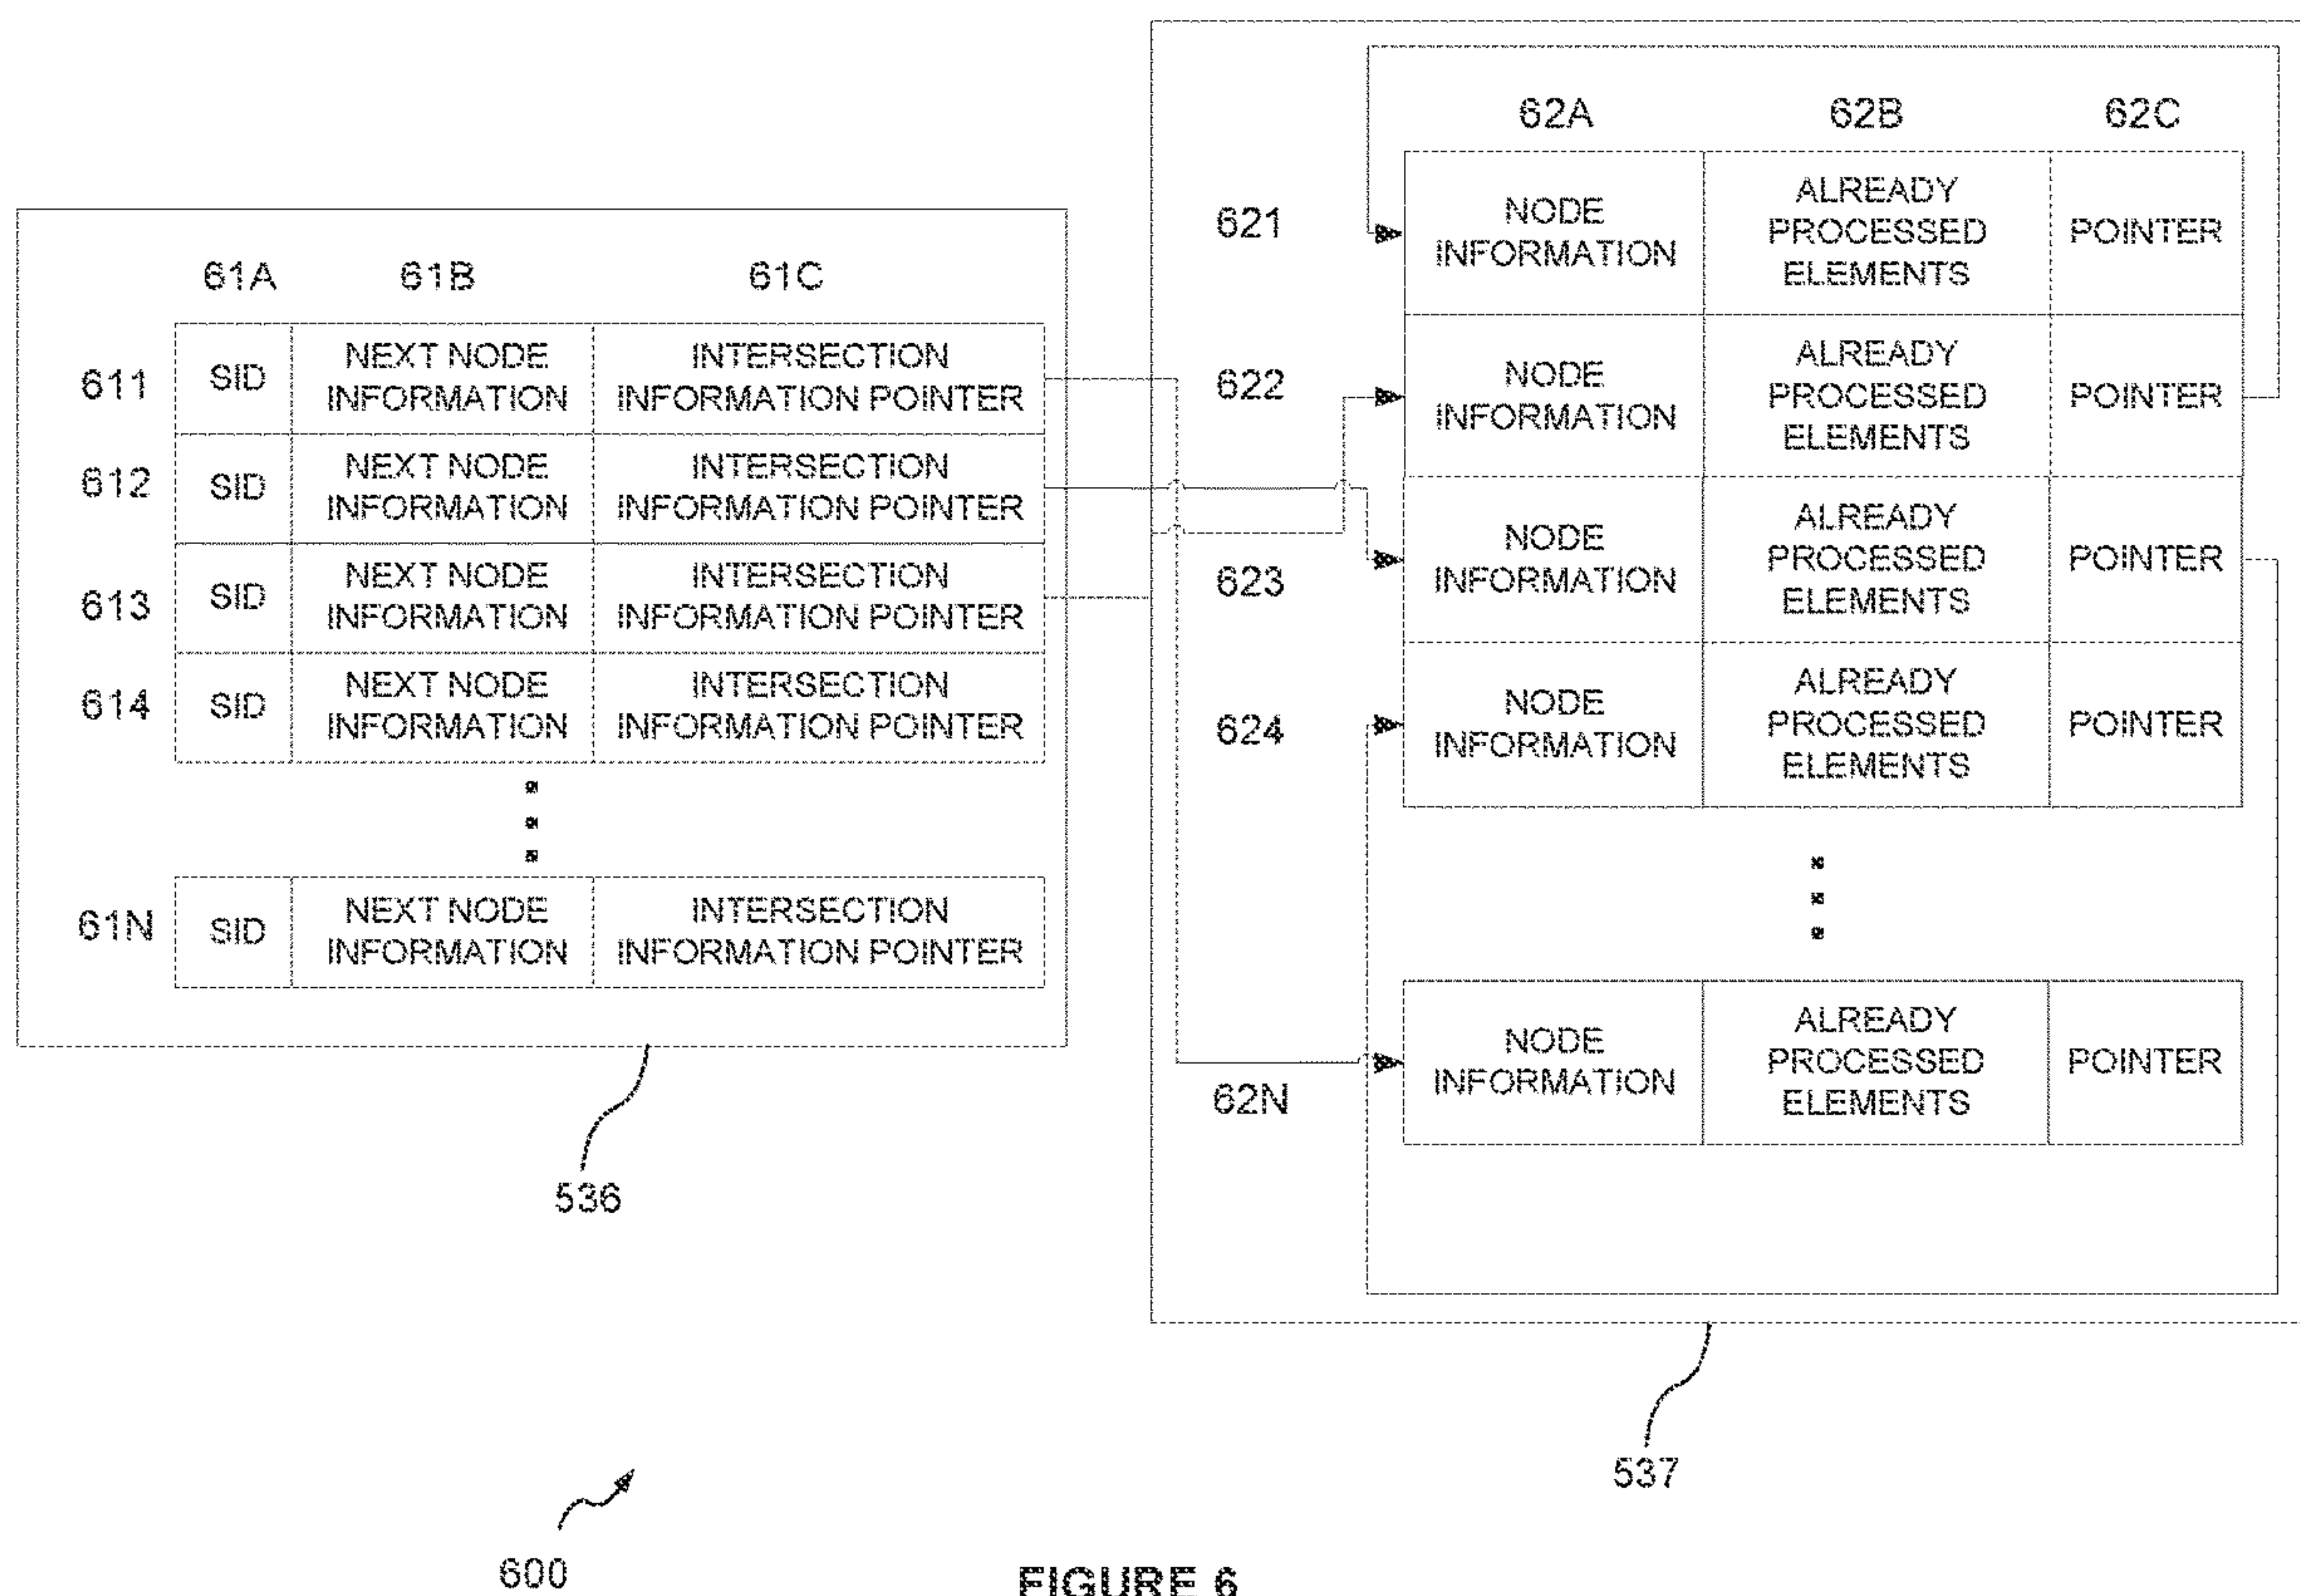 61A 61B 61C
611 SID NEXT NODE INFORMATION INTERSECTION INFORMATION POINTER
612 SID NEXT NODE INFORMATION INTERSECTION INFORMATION POINTER
613 SID NEXT NODE INFORMATION INTERSECTION INFORMATION POINTER
614 SID NEXT NODE INFORMATION INTERSECTION INFORMATION POINTER
61N SID NEXT NODE INFORMATION INTERSECTION INFORMATION POINTER
536
62A 62B 62C
621 NODE INFORMATION ALREADY PROCESSED ELEMENTS POINTER
622 NODE INFORMATION ALREADY PROCESSED ELEMENTS POINTER
623 NODE INFORMATION ALREADY PROCESSED ELEMENTS POINTER
624 NODE INFORMATION ALREADY PROCESSED ELEMENTS POINTER
62N NODE INFORMATION ALREADY PROCESSED ELEMENTS POINTER
537
600
FIGURE 6